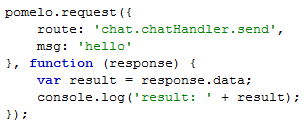 pomelo.request({
    route: 'chat.chatHandler.send',
    msg: 'hello'
}, function (response) {
    var result = response.data;
    console.log('result: ' + result);
});